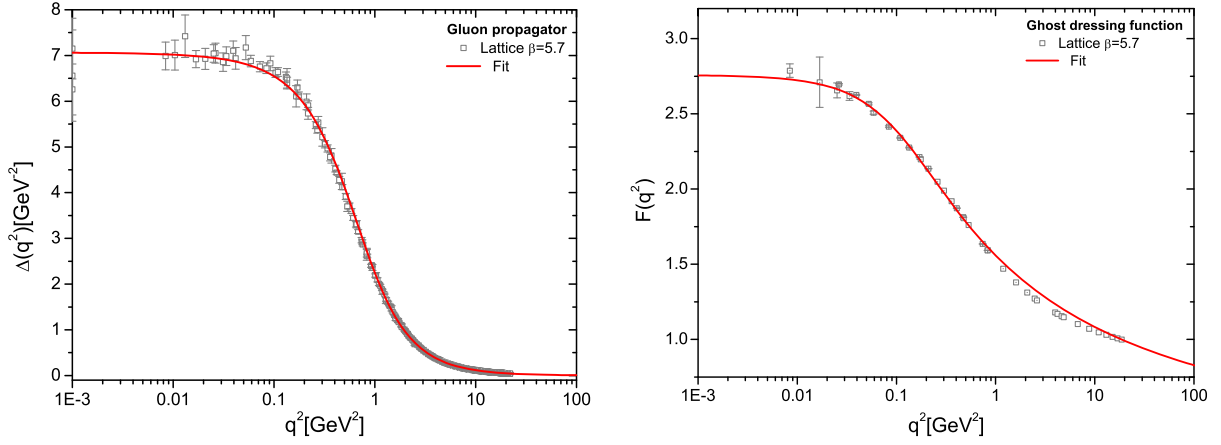 Gluon propagator
Lattice β=5.7
Fit
8
7
6
5
4
3
2
1
0
Δ(q²)[GeV⁻²]
1E-3 0.01 0.1 1 10 100
q²[GeV²]
Ghost dressing function
Lattice β=5.7
Fit
3.0
2.5
2.0
1.5
1.0
F(q²)
1E-3 0.01 0.1 1 10 100
q²[GeV²]